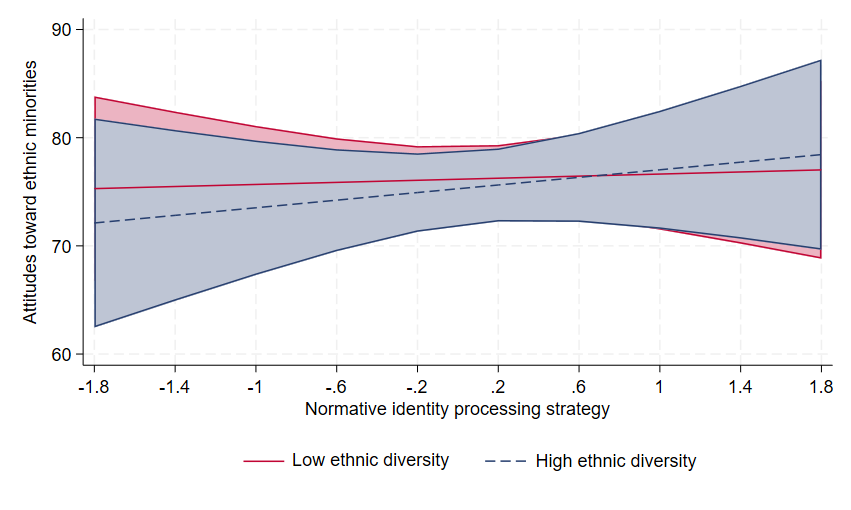 Attitudes toward ethnic minorities
90
80
70
60
-1.8 -1.4 -1 -.6 -.2 .2 .6 1 1.4 1.8
Normative identity processing strategy
Low ethnic diversity High ethnic diversity